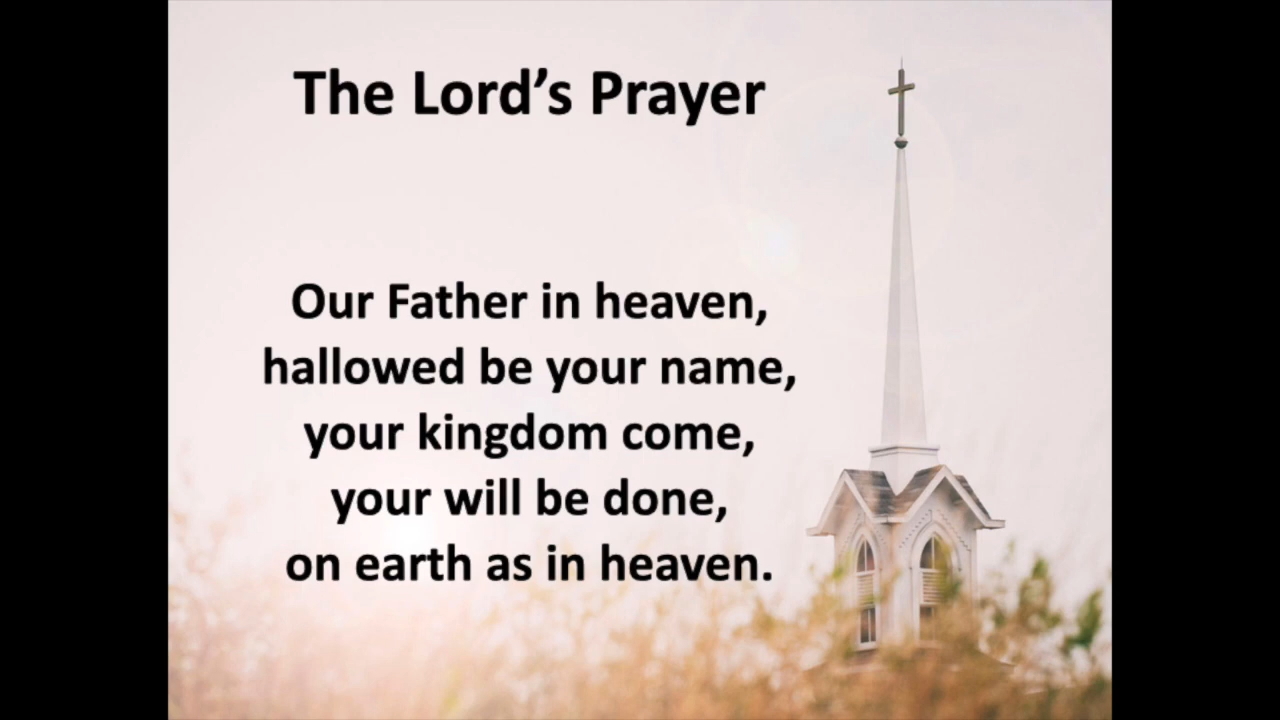 The Lord’s Prayer
Our Father in heaven,
hallowed be your name,
your kingdom come,
your will be done,
on earth as in heaven.